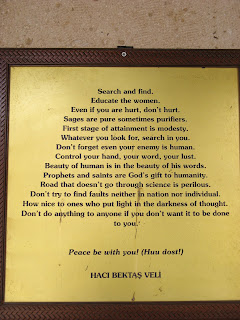 Search and find.
Educate the women.
Even if you are hurt, don't hurt.
Sages are pure sometimes purifiers.
First stage of attainment is modesty.
Whatever you look for, search in you.
Don't forget even your enemy is human.
Control your hand, your word, your lust.
Beauty of human is in the beauty of his words.
Prophets and saints are God's gift to humanity.
Road that doesn't go through science is perilous.
Don't try to find faults neither in nation nor individual.
How nice to ones who put light in the darkness of thought.
Don't do anything to anyone if you don't want it to be done
to you.
Peace be with you! (Huu dost!)
HACI BEKTAŞ VELİ